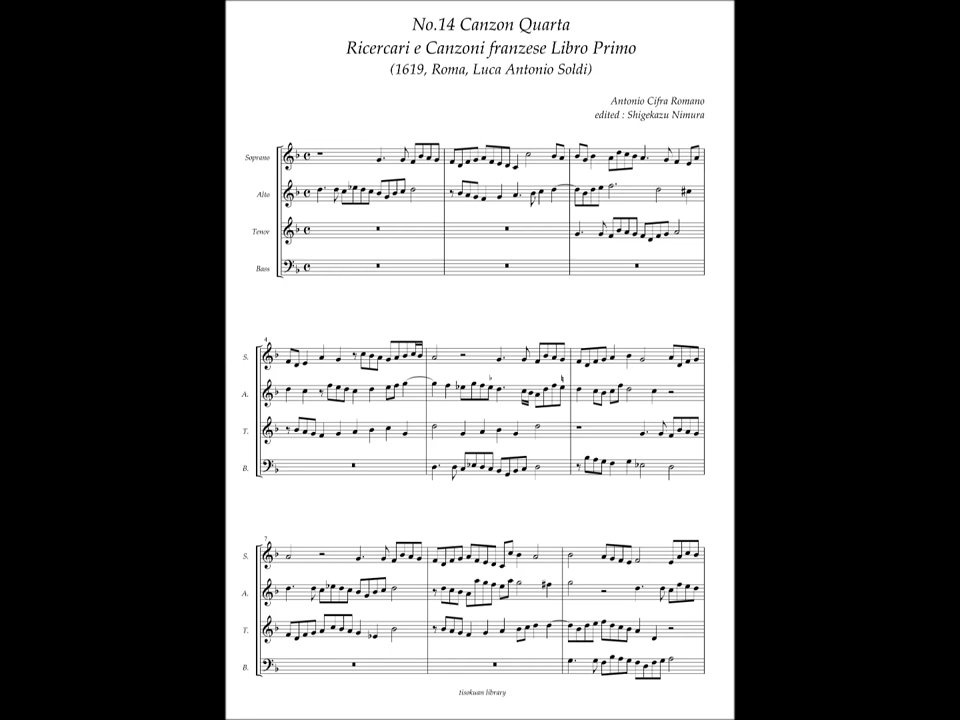 No.14 Canzon Quarta
Ricercari e Canzoni franzese Libro Primo
(1619, Roma, Luca Antonio Soldi)
Antonio Cifra Romano
edited : Shigekazu Nimura
Soprano
Alto
Tenor
Bass
4
S.
A.
T.
B.
7
S.
A.
T.
B.
tisokuan library